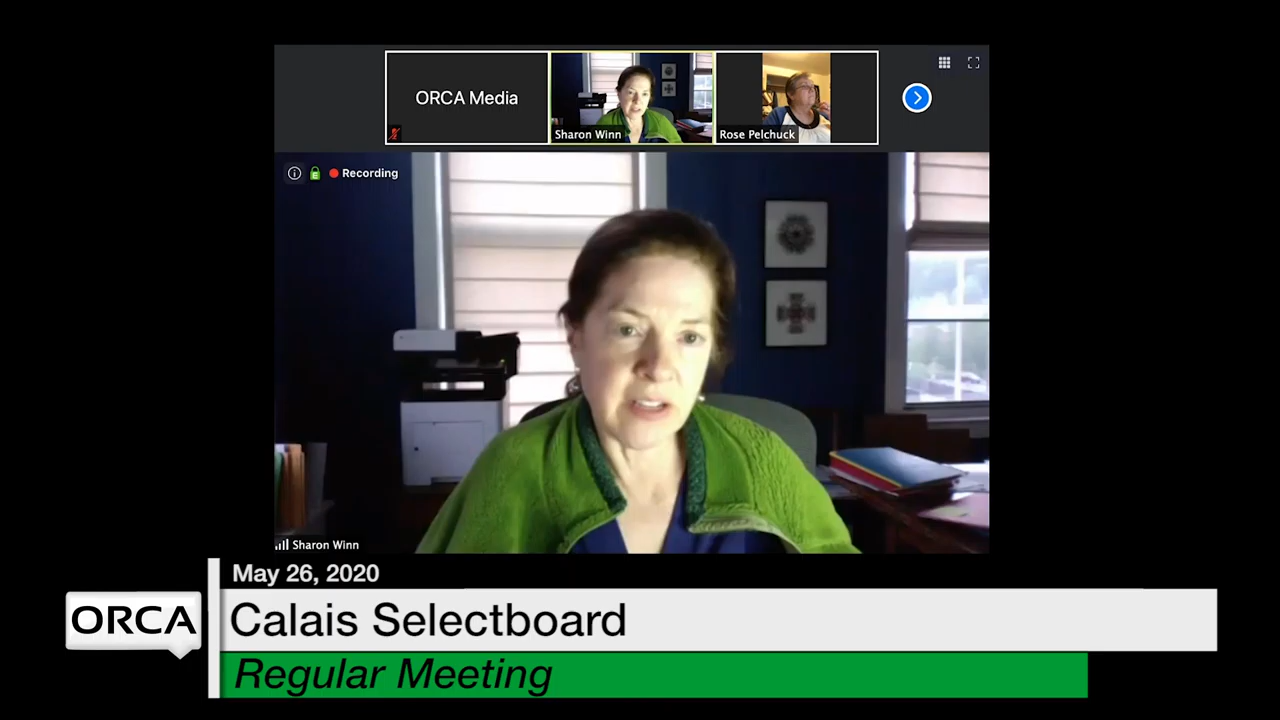 ORCA Media
Sharon Winn
Rose Pelchuck
Recording
Sharon Winn
May 26, 2020
ORCA
Calais Selectboard
Regular Meeting